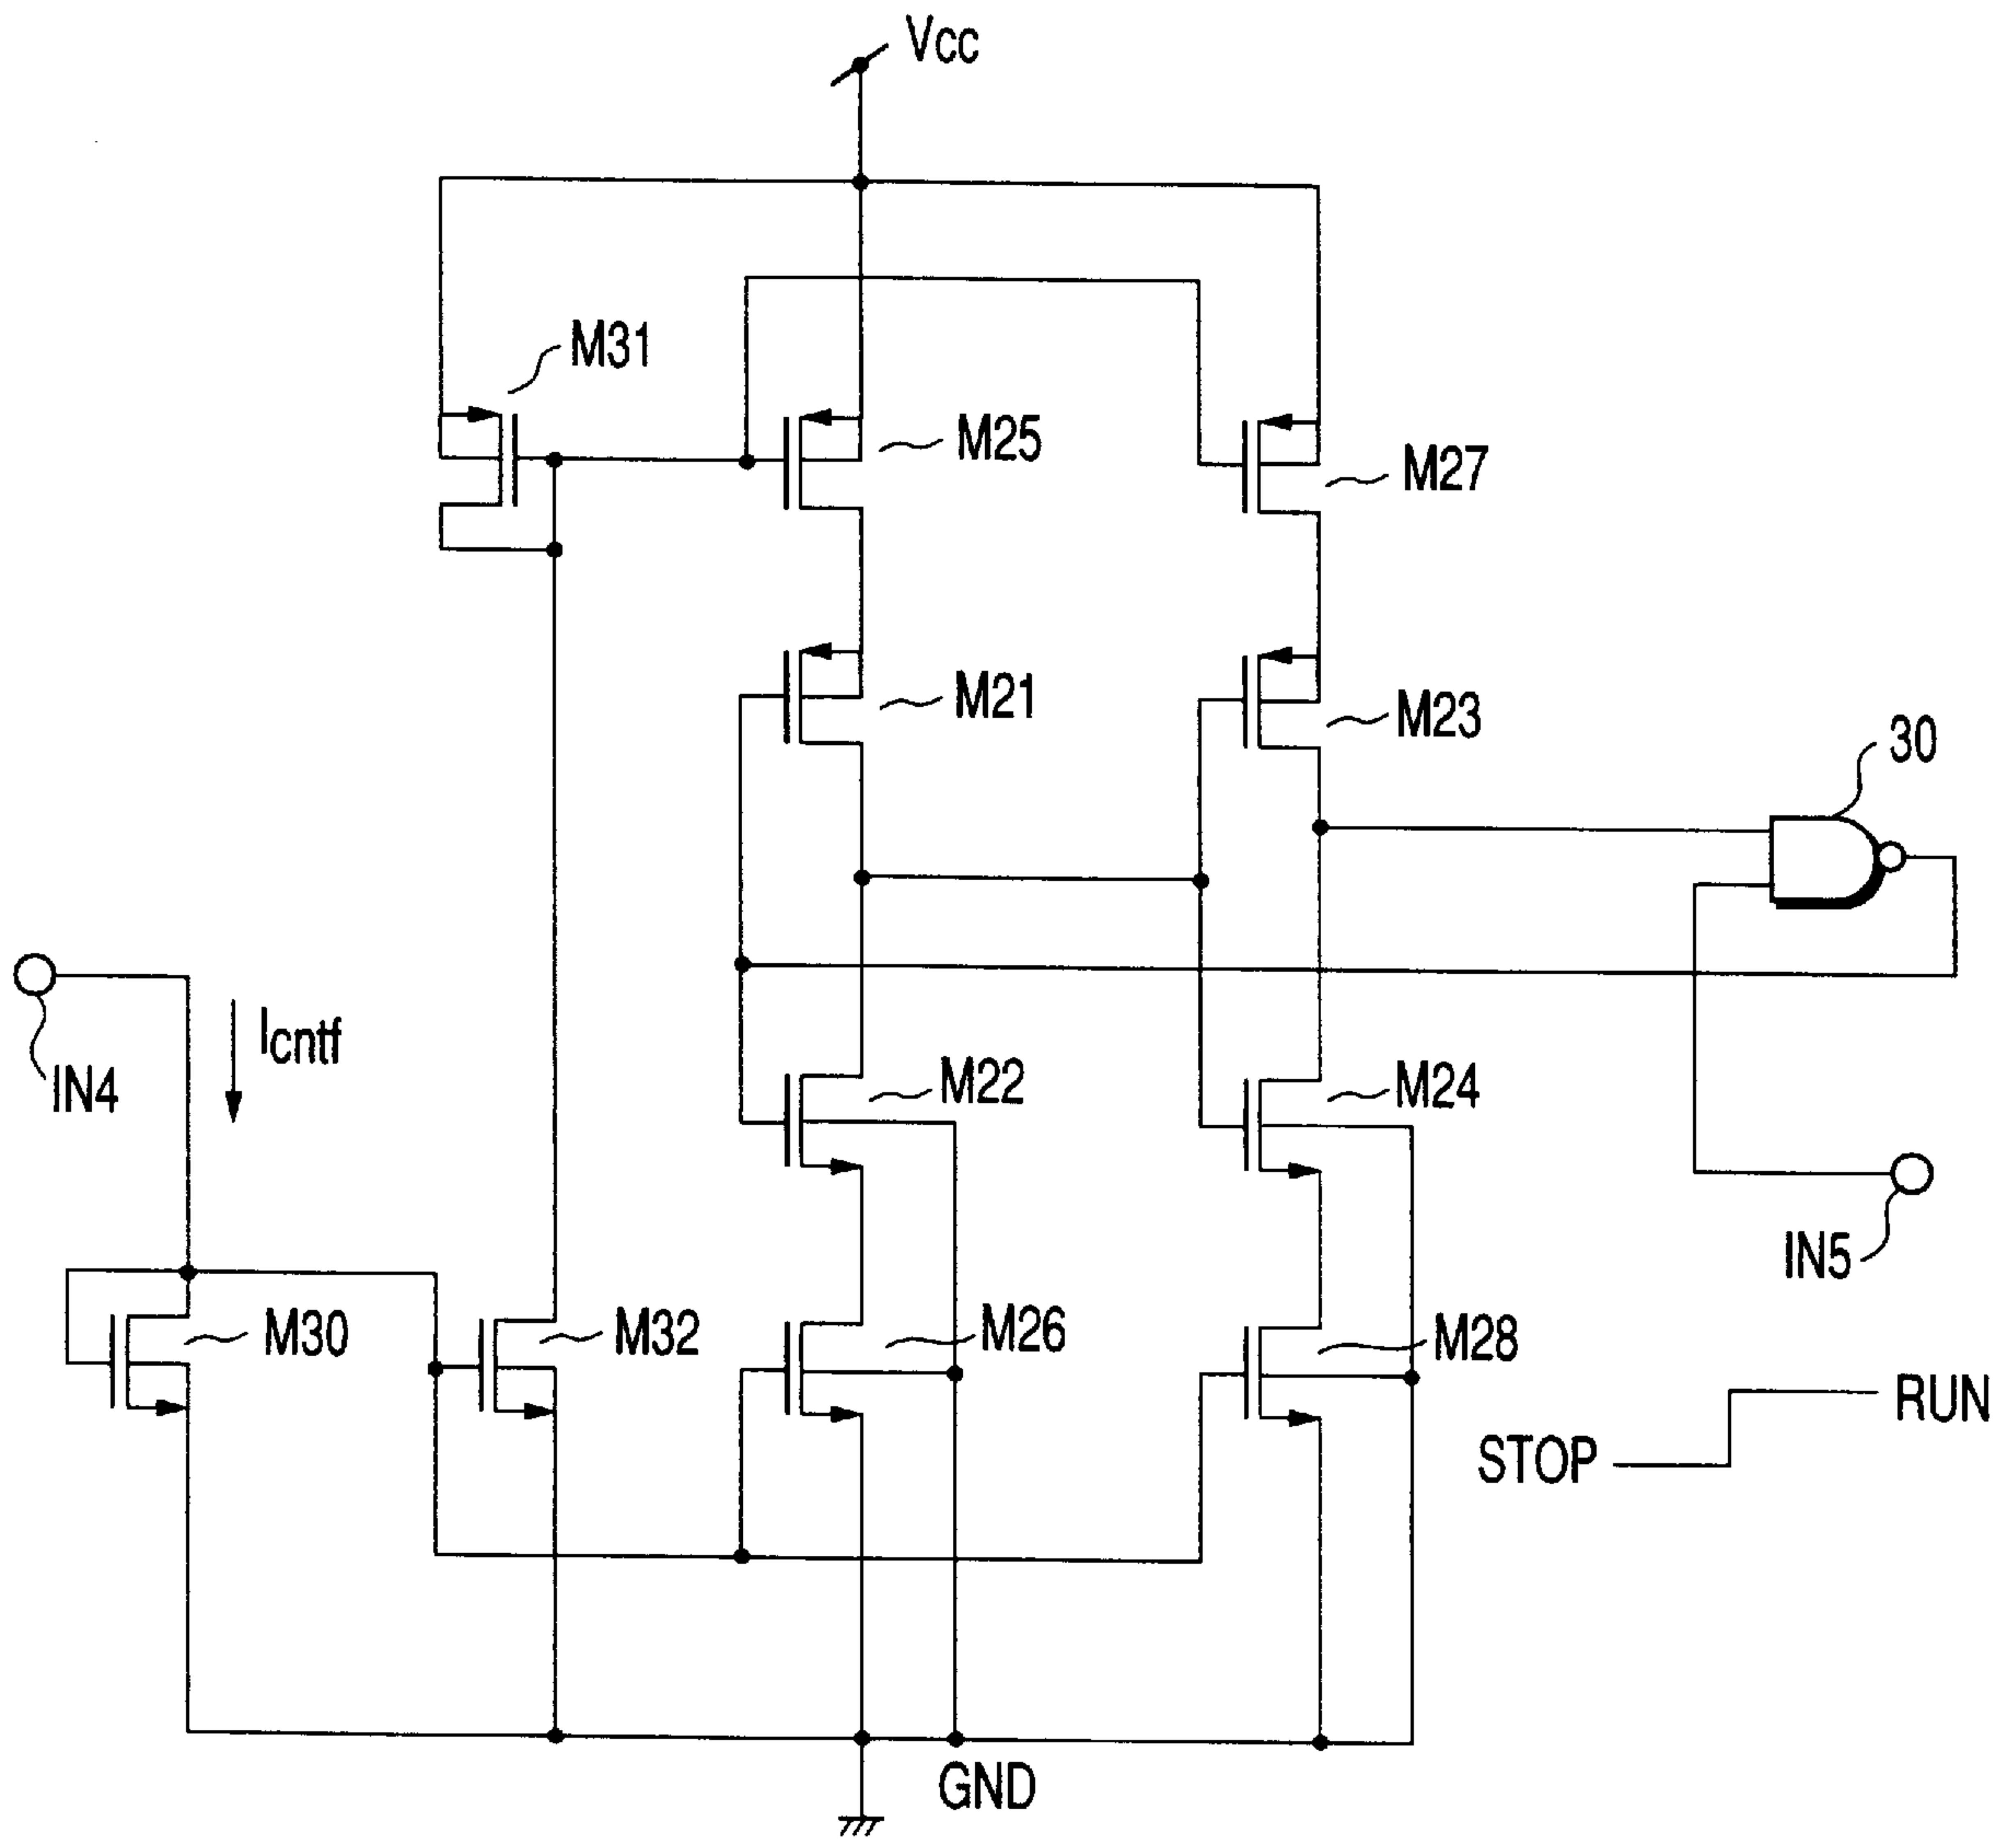 Vcc
M31
M25
M27
M21
M23
30
Icntf
IN4
M22
M24
IN5
M30
M32
M26
M28
RUN
STOP
GND